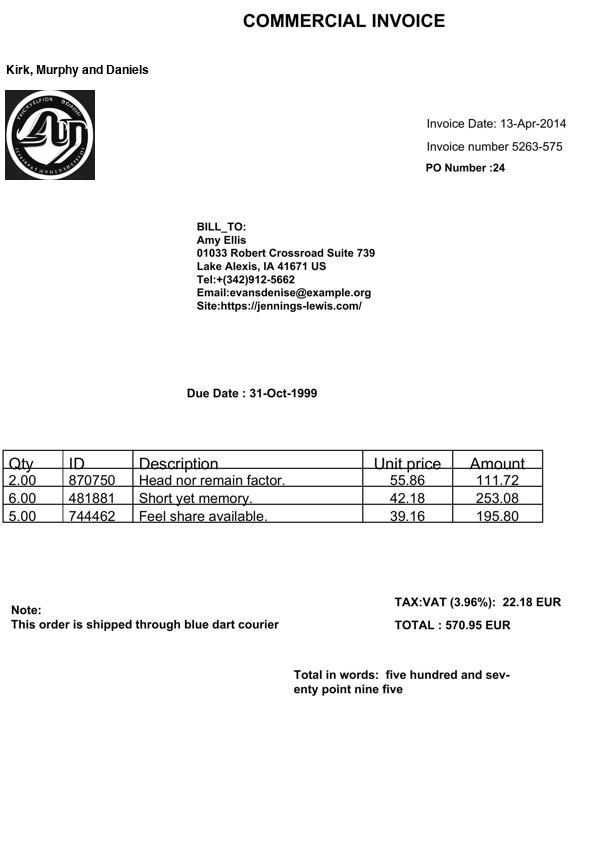 COMMERCIAL INVOICE
Kirk, Murphy and Daniels
Invoice Date: 13-Apr-2014
Invoice number 5263-575
PO Number :24
BILL_TO:
Amy Ellis
01033 Robert Crossroad Suite 739
Lake Alexis, IA 41671 US
Tel:+(342)912-5662
Email:evansdenise@example.org
Site:https://jennings-lewis.com/
Due Date : 31-Oct-1999
Qty ID Description Unit price Amount
2.00 870750 Head nor remain factor. 55.86 111.72
6.00 481881 Short yet memory. 42.18 253.08
5.00 744462 Feel share available. 39.16 195.80
TAX:VAT (3.96%): 22.18 EUR
TOTAL : 570.95 EUR
Note:
This order is shipped through blue dart courier
Total in words: five hundred and sev-
enty point nine five